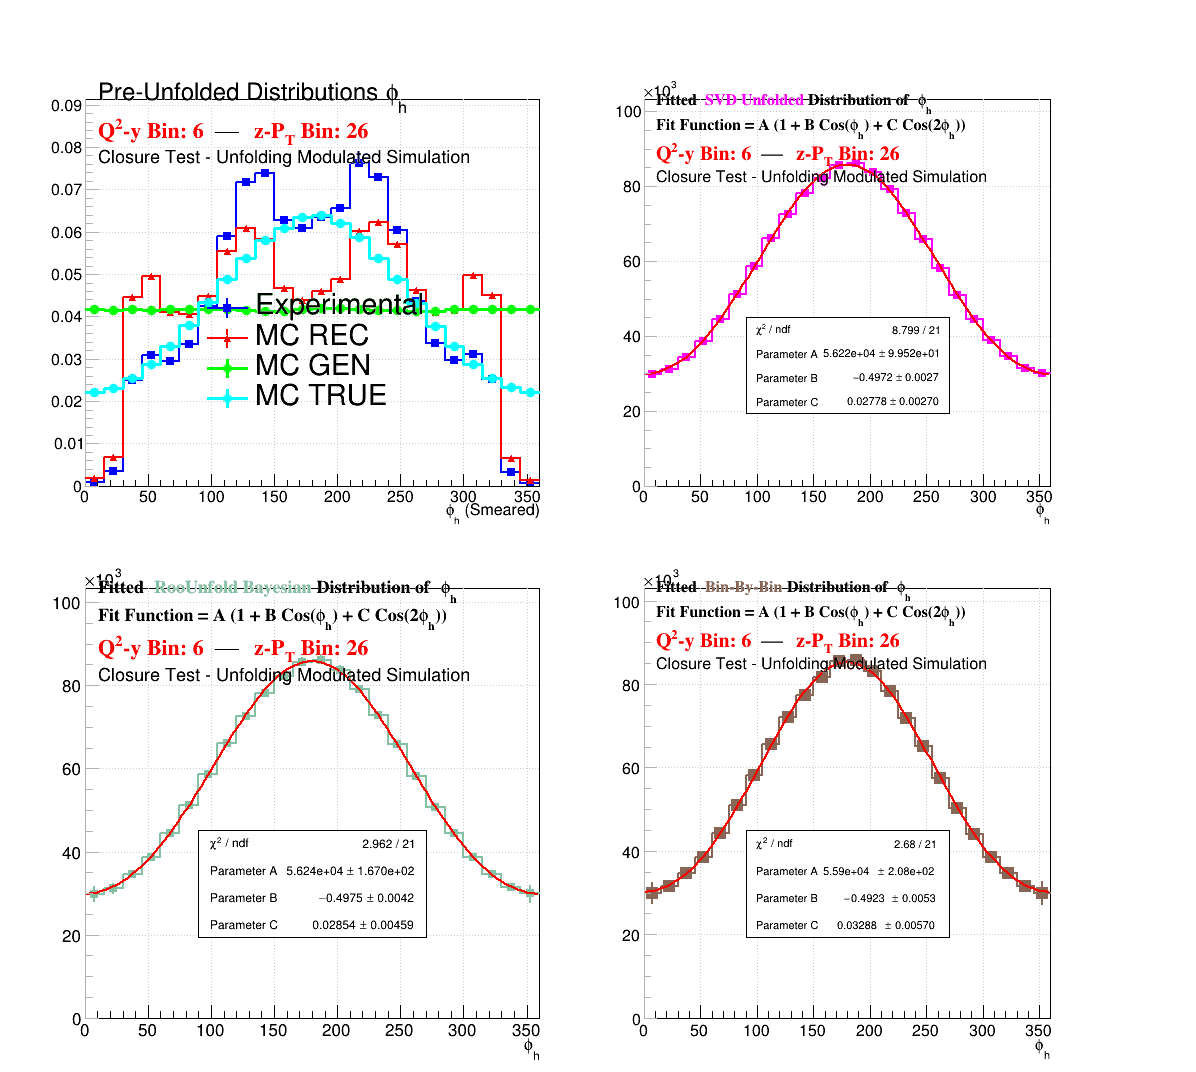 Pre-Unfolded Distributions ϕh
Q²-y Bin: 6 — z-PT Bin: 26
Closure Test - Unfolding Modulated Simulation
0.09
0.08
0.07
0.06
0.05
0.04
0.03
0.02
0.01
0
Experimental
MC REC
MC GEN
MC TRUE
0 50 100 150 200 250 300 350
ϕh (Smeared)
×10³
Fitted SVD Unfolded Distribution of ϕh
Fit Function = A (1 + B Cos(ϕh) + C Cos(2ϕh))
Q²-y Bin: 6 — z-PT Bin: 26
Closure Test - Unfolding Modulated Simulation
100
80
60
40
20
0
χ² / ndf 8.799 / 21
Parameter A 5.622e+04 ± 9.952e+01
Parameter B −0.4972 ± 0.0027
Parameter C 0.02778 ± 0.00270
0 50 100 150 200 250 300 350
ϕh
×10³
Fitted RooUnfold Bayesian Distribution of ϕh
Fit Function = A (1 + B Cos(ϕh) + C Cos(2ϕh))
Q²-y Bin: 6 — z-PT Bin: 26
Closure Test - Unfolding Modulated Simulation
100
80
60
40
20
0
χ² / ndf 2.962 / 21
Parameter A 5.624e+04 ± 1.670e+02
Parameter B −0.4975 ± 0.0042
Parameter C 0.02854 ± 0.00459
0 50 100 150 200 250 300 350
ϕh
×10³
Fitted Bin-By-Bin Distribution of ϕh
Fit Function = A (1 + B Cos(ϕh) + C Cos(2ϕh))
Q²-y Bin: 6 — z-PT Bin: 26
Closure Test - Unfolding Modulated Simulation
100
80
60
40
20
0
χ² / ndf 2.68 / 21
Parameter A 5.59e+04 ± 2.08e+02
Parameter B −0.4923 ± 0.0053
Parameter C 0.03288 ± 0.00570
0 50 100 150 200 250 300 350
ϕh